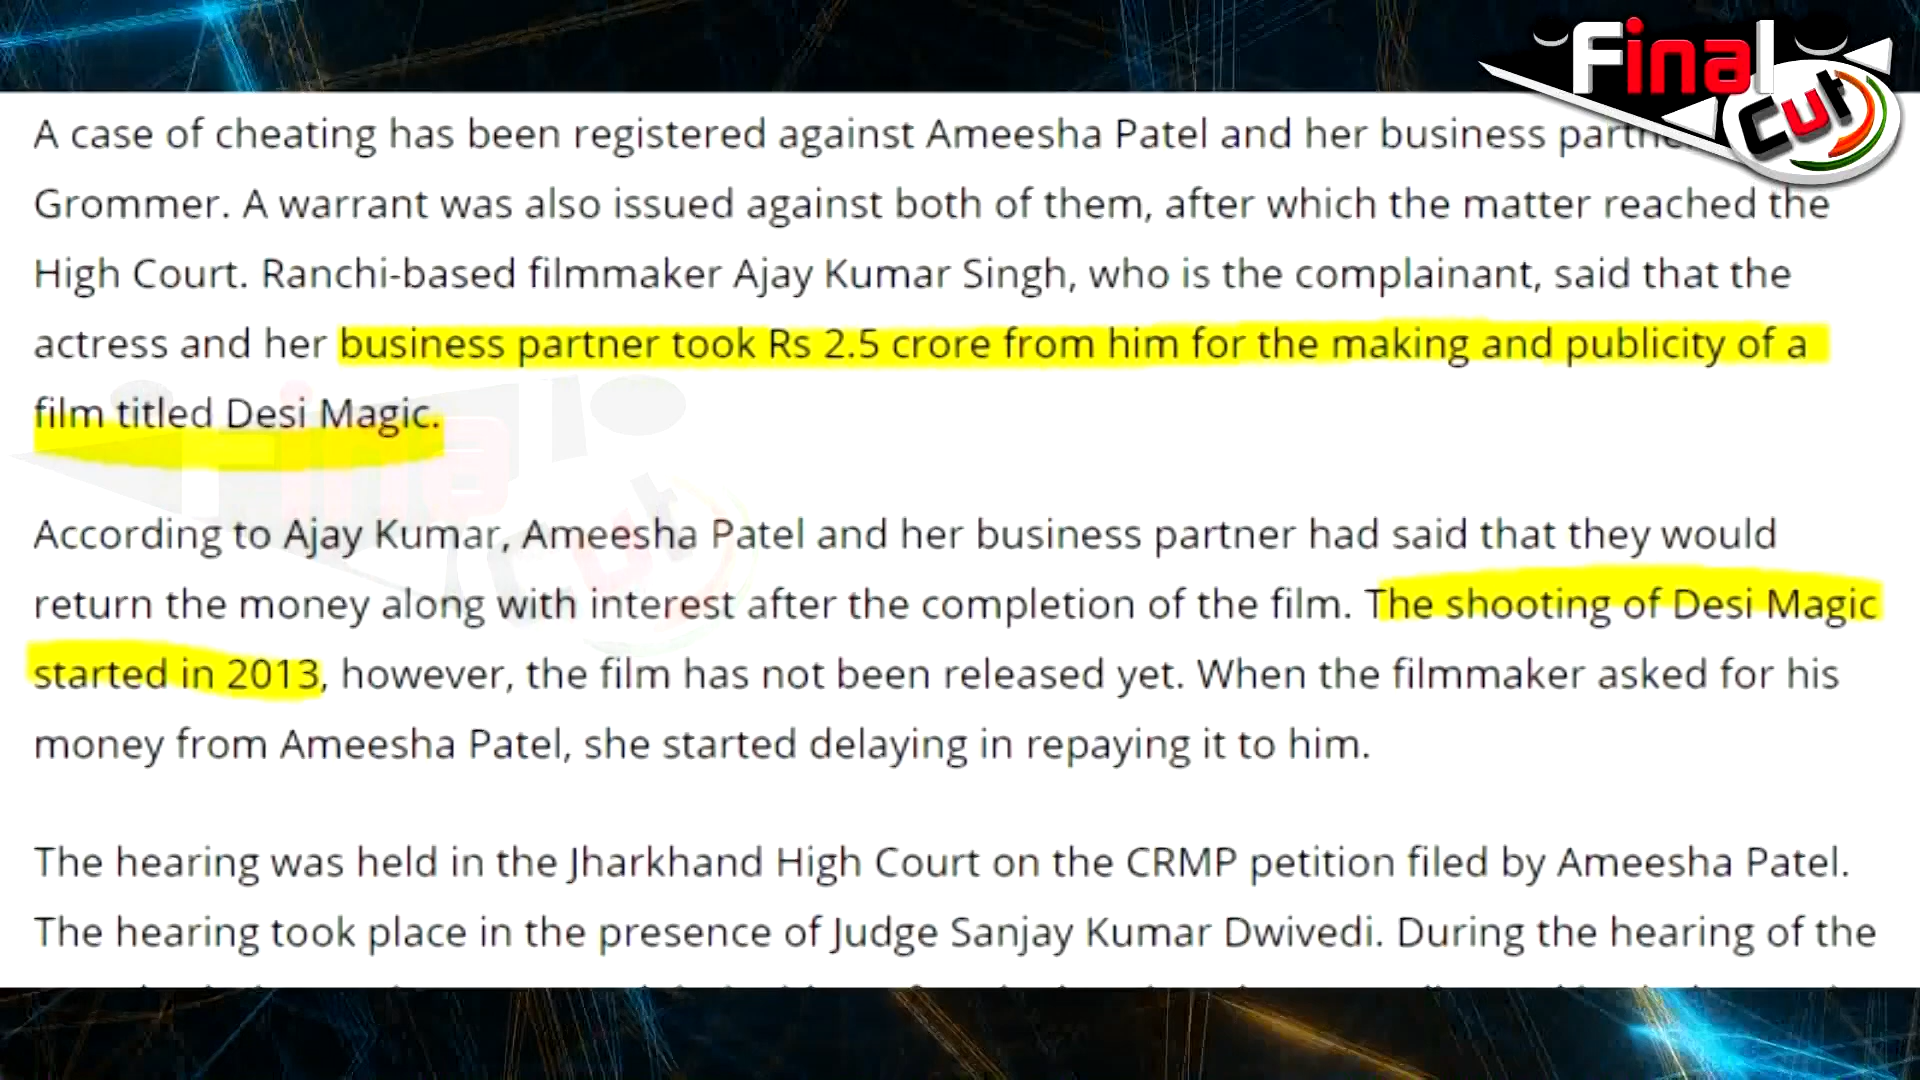 Final
Cut
A case of cheating has been registered against Ameesha Patel and her business
Grommer. A warrant was also issued against both of them, after which the matter reached the
High Court. Ranchi-based filmmaker Ajay Kumar Singh, who is the complainant, said that the
actress and her business partner took Rs 2.5 crore from him for the making and publicity of a
film titled Desi Magic.
According to Ajay Kumar, Ameesha Patel and her business partner had said that they would
return the money along with interest after the completion of the film. The shooting of Desi Magic
started in 2013, however, the film has not been released yet. When the filmmaker asked for his
money from Ameesha Patel, she started delaying in repaying it to him.
The hearing was held in the Jharkhand High Court on the CRMP petition filed by Ameesha Patel.
The hearing took place in the presence of Judge Sanjay Kumar Dwivedi. During the hearing of the